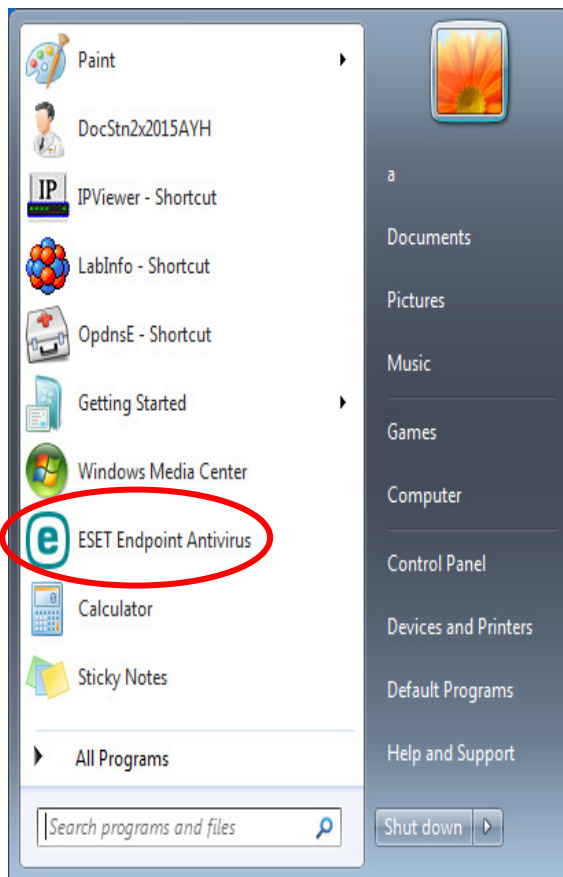 Paint
DocStn2x2015AYH
IP
IPViewer - Shortcut
LabInfo - Shortcut
OpdnsE - Shortcut
Getting Started
Windows Media Center
e
ESET Endpoint Antivirus
0
Calculator
Sticky Notes
All Programs
Search programs and files
a
Documents
Pictures
Music
Games
Computer
Control Panel
Devices and Printers
Default Programs
Help and Support
Shut down